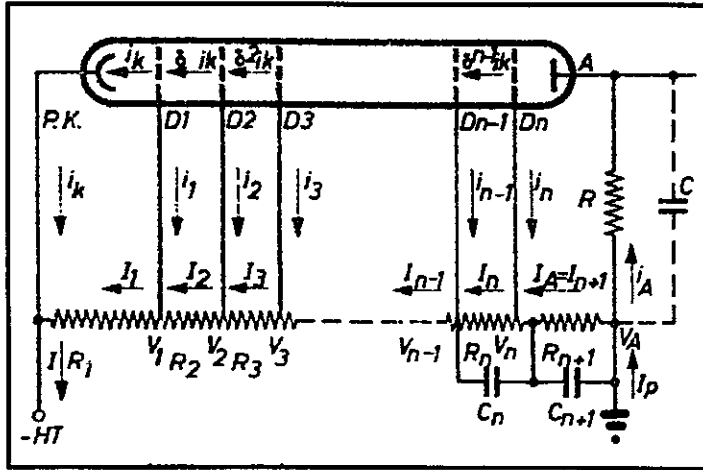 ik δ ik δ²ik δⁿ⁻¹ik A
P.K. D1 D2 D3 Dn-1 Dn
ik i1 i2 i3 in-1 in R C
I1 I2 I3 In-1 In IA=In+1 iA
V1 V2 V3 Vn-1 Vn VA
I R1 R2 R3 Rn Rn+1 Ip
Cn Cn+1
-HT